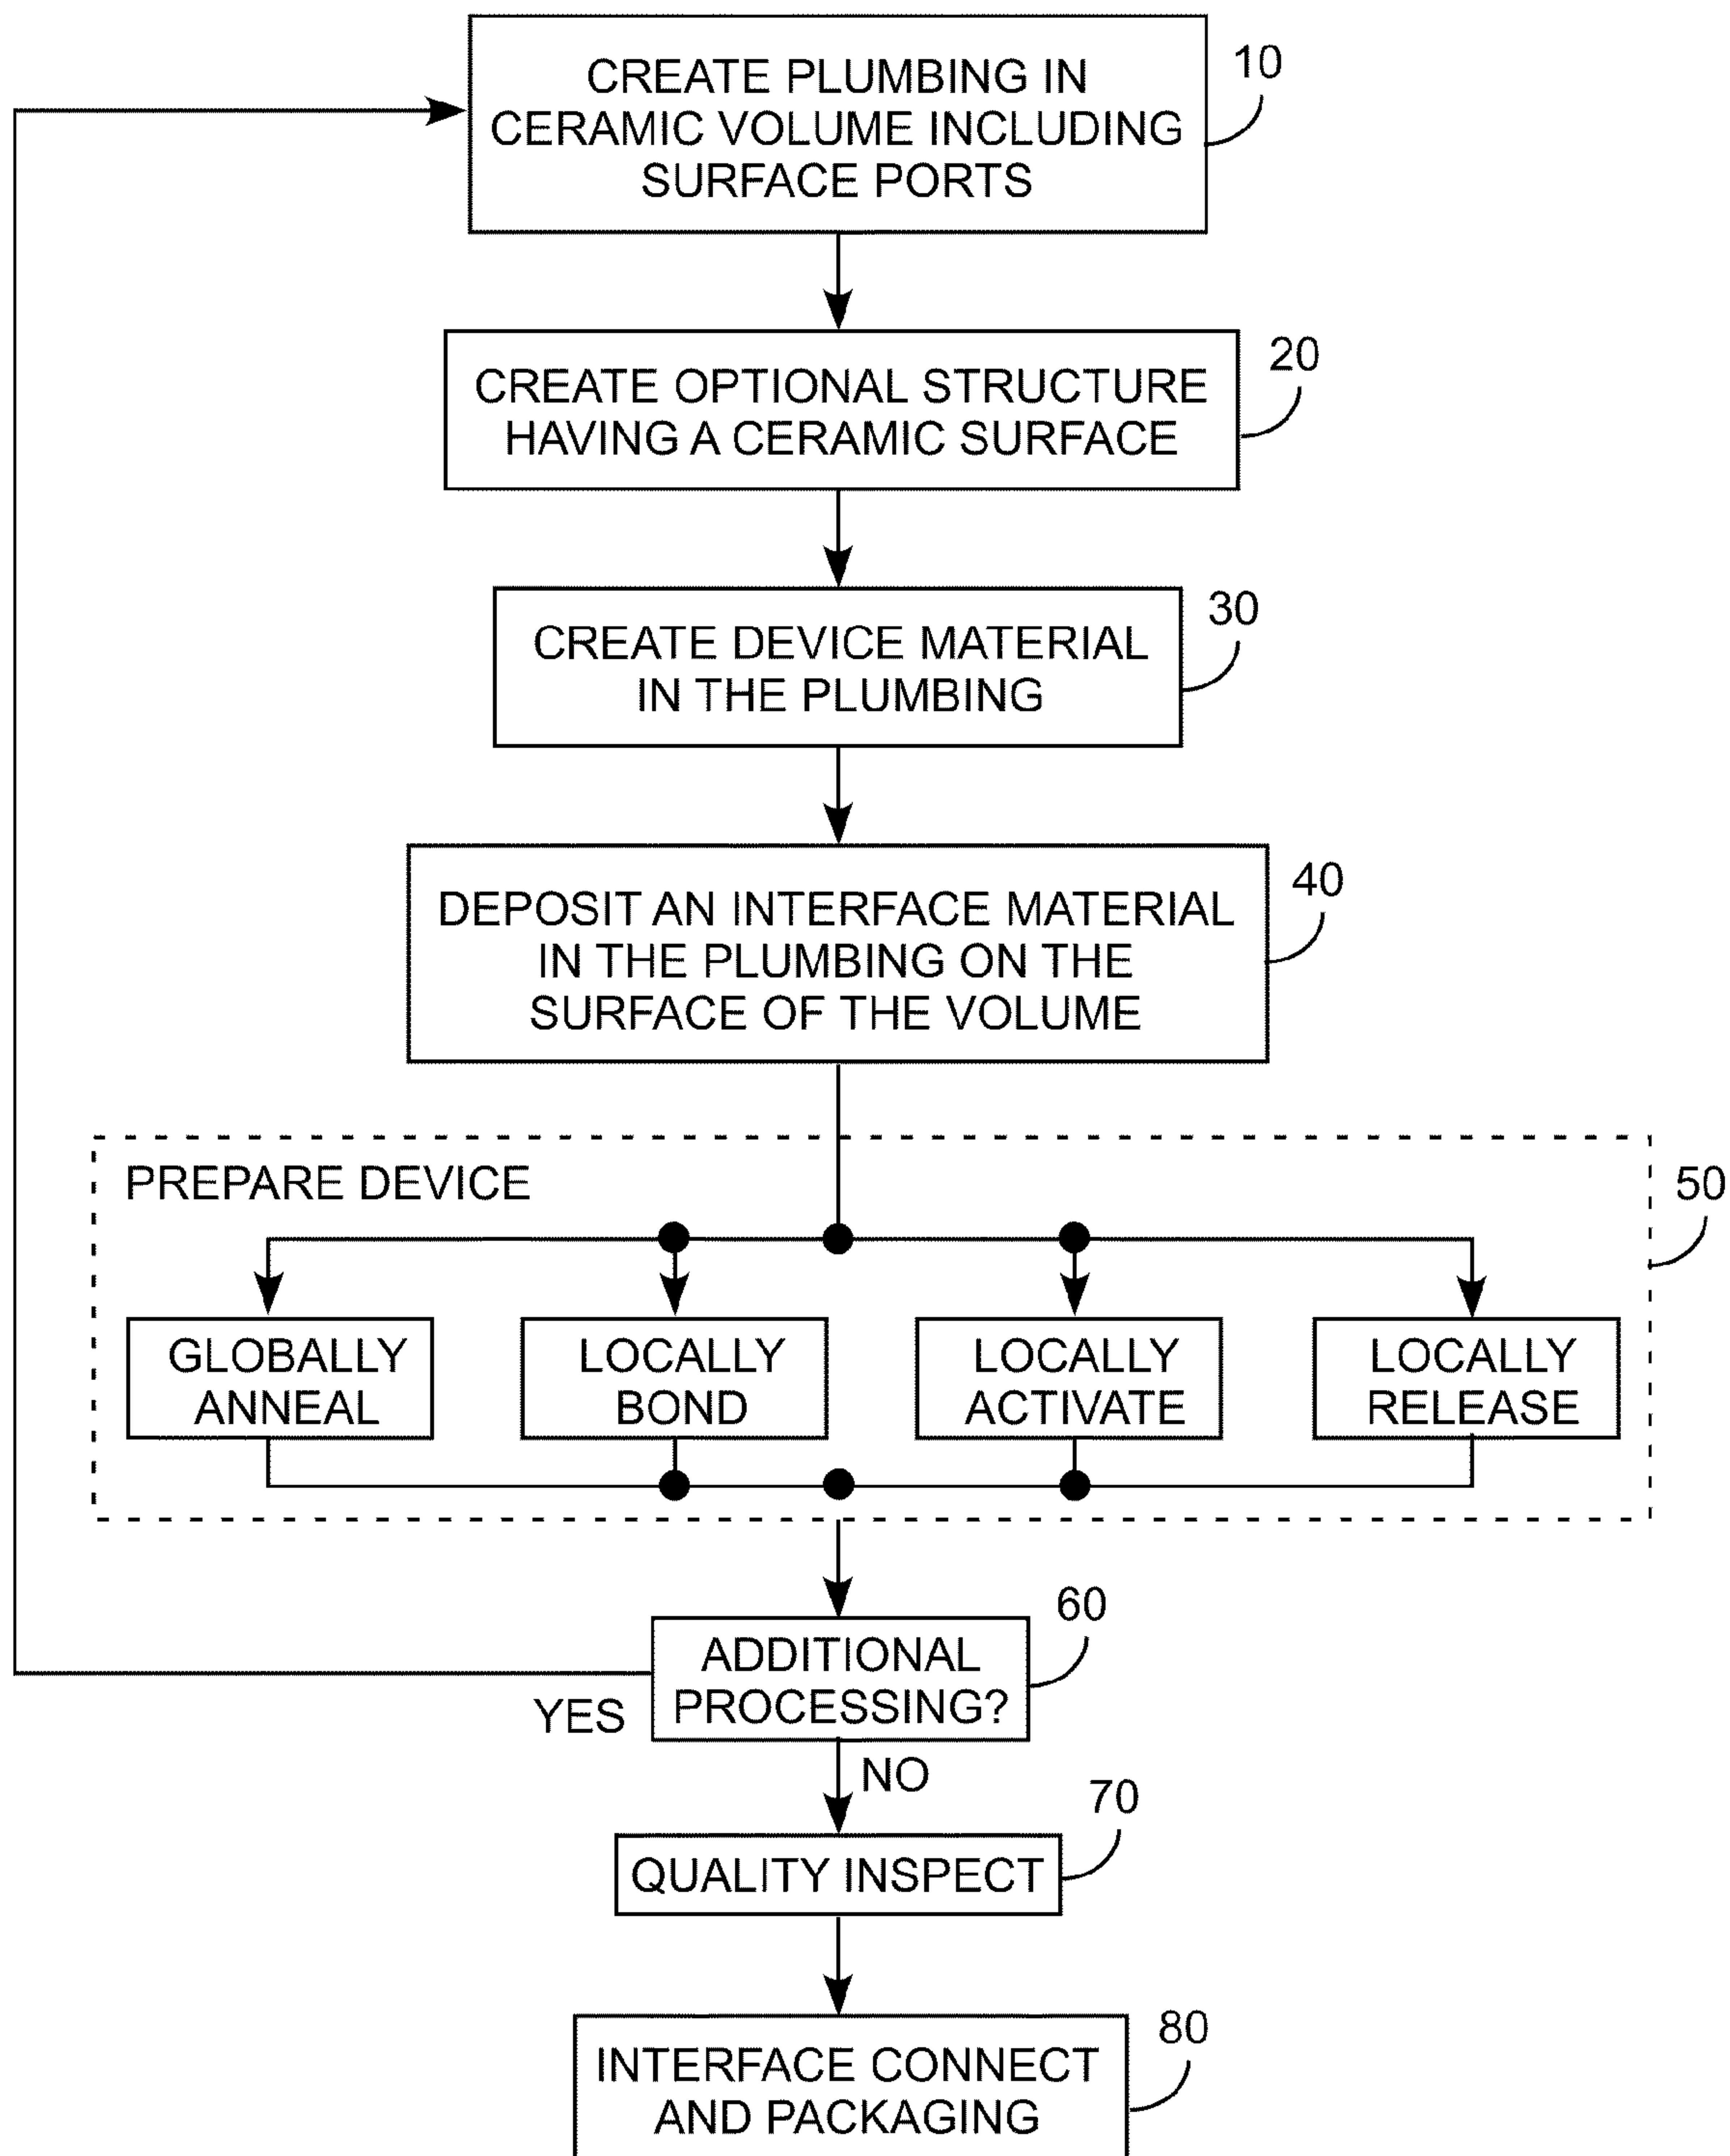 CREATE PLUMBING IN
CERAMIC VOLUME INCLUDING
SURFACE PORTS
10
CREATE OPTIONAL STRUCTURE
HAVING A CERAMIC SURFACE
20
CREATE DEVICE MATERIAL
IN THE PLUMBING
30
DEPOSIT AN INTERFACE MATERIAL
IN THE PLUMBING ON THE
SURFACE OF THE VOLUME
40
PREPARE DEVICE
50
GLOBALLY
ANNEAL
LOCALLY
BOND
LOCALLY
ACTIVATE
LOCALLY
RELEASE
ADDITIONAL
PROCESSING?
60
YES
NO
QUALITY INSPECT
70
INTERFACE CONNECT
AND PACKAGING
80